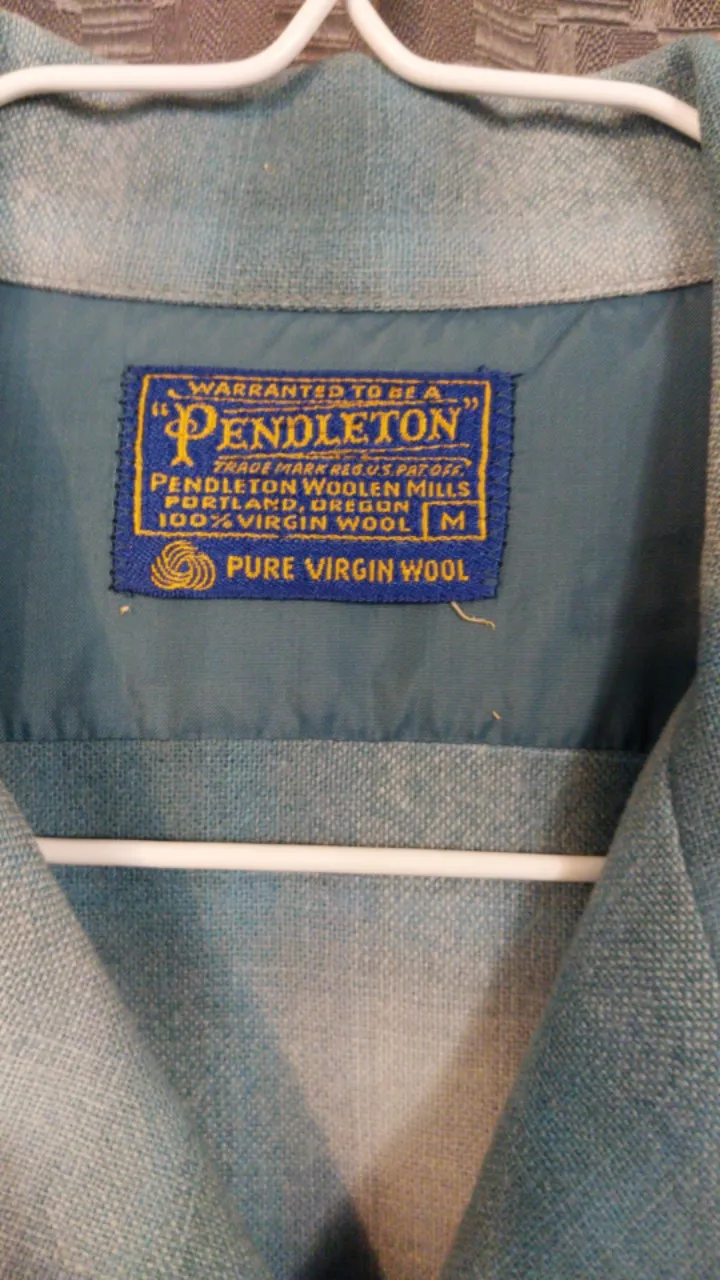 WARRANTED TO BE A
"PENDLETON"
TRADE MARK REG. U.S. PAT. OFF.
PENDLETON WOOLEN MILLS
PORTLAND, OREGON
100% VIRGIN WOOL M
PURE VIRGIN WOOL